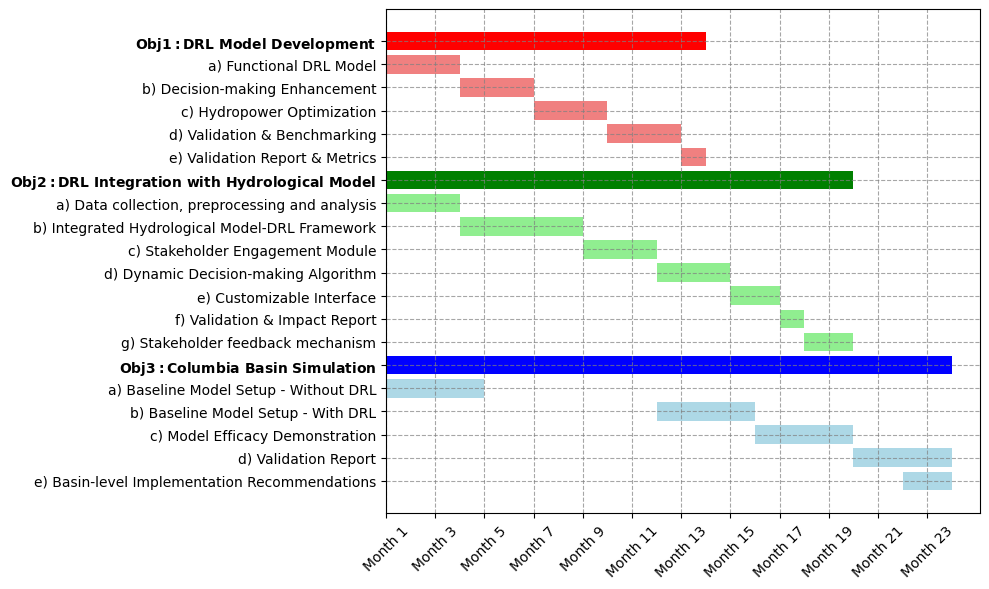 Obj1 : DRL Model Development
a) Functional DRL Model
b) Decision-making Enhancement
c) Hydropower Optimization
d) Validation & Benchmarking
e) Validation Report & Metrics
Obj2 : DRL Integration with Hydrological Model
a) Data collection, preprocessing and analysis
b) Integrated Hydrological Model-DRL Framework
c) Stakeholder Engagement Module
d) Dynamic Decision-making Algorithm
e) Customizable Interface
f) Validation & Impact Report
g) Stakeholder feedback mechanism
Obj3 : Columbia Basin Simulation
a) Baseline Model Setup - Without DRL
b) Baseline Model Setup - With DRL
c) Model Efficacy Demonstration
d) Validation Report
e) Basin-level Implementation Recommendations
Month 1
Month 3
Month 5
Month 7
Month 9
Month 11
Month 13
Month 15
Month 17
Month 19
Month 21
Month 23